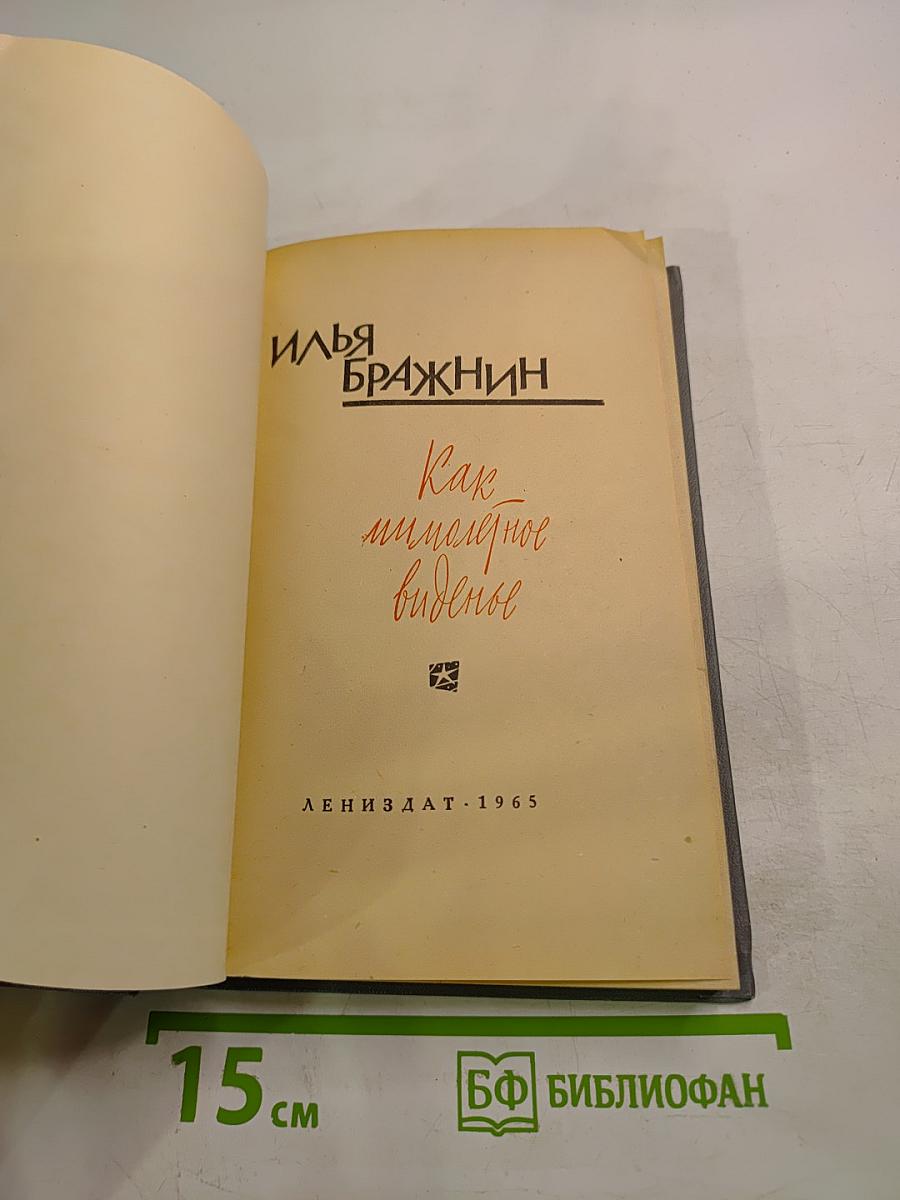 ИЛЬЯ
БРАЖНИН
Как
мимолетное
виденье
ЛЕНИЗДАТ · 1965
15 см
БФ БИБЛИОФАН